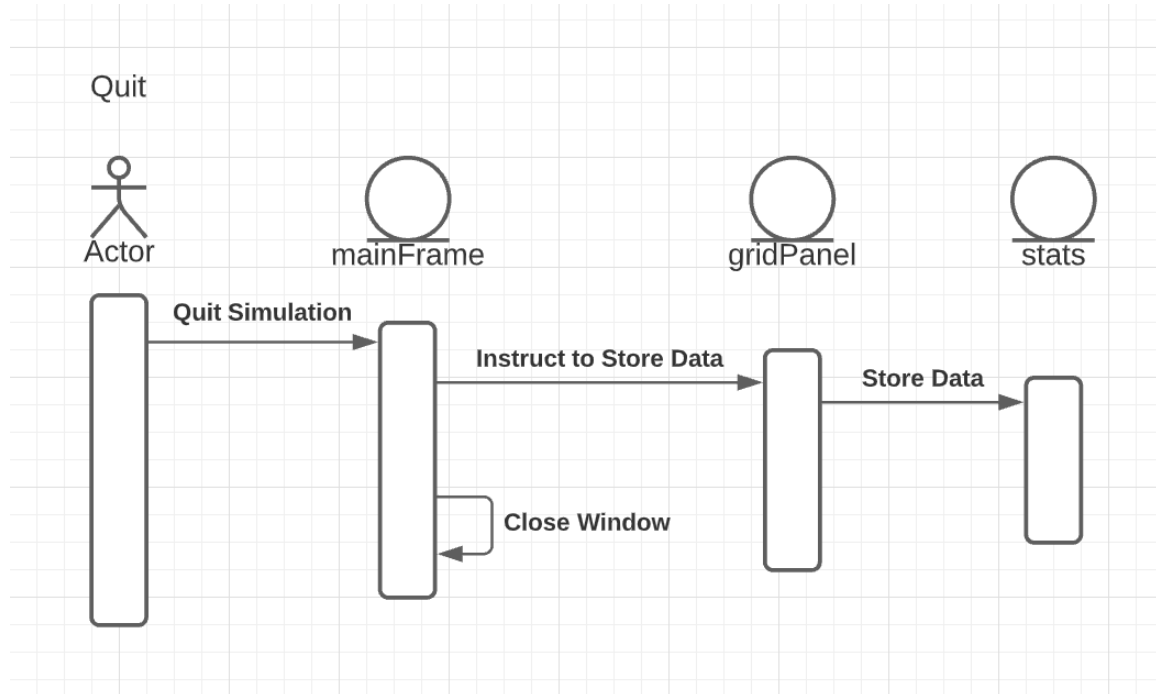 Quit
Actor
mainFrame
gridPanel
stats
Quit Simulation
Instruct to Store Data
Store Data
Close Window